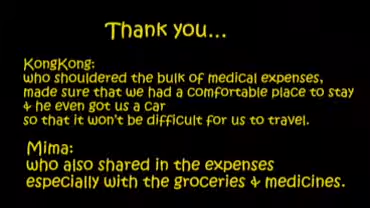 Thank you...
KongKong:
who shouldered the bulk of medical expenses,
made sure that we had a comfortable place to stay
& he even got us a car
so that it won't be difficult for us to travel.
Mima:
who also shared in the expenses
especially with the groceries & medicines.